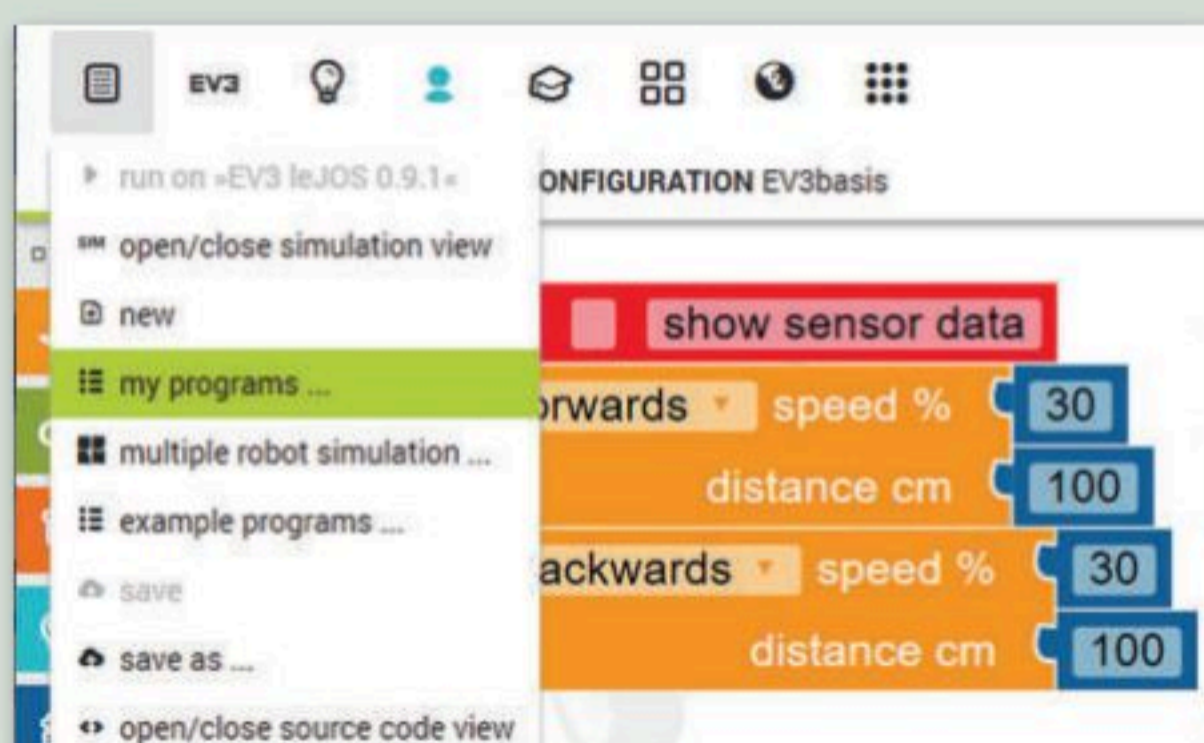 EV3
run on »EV3 leJOS 0.9.1«
ONFIGURATION EV3basis
SIM open/close simulation view
new
show sensor data
my programs ...
orwards speed % 30
multiple robot simulation ...
distance cm 100
example programs ...
ackwards speed % 30
save
save as ...
distance cm 100
<> open/close source code view